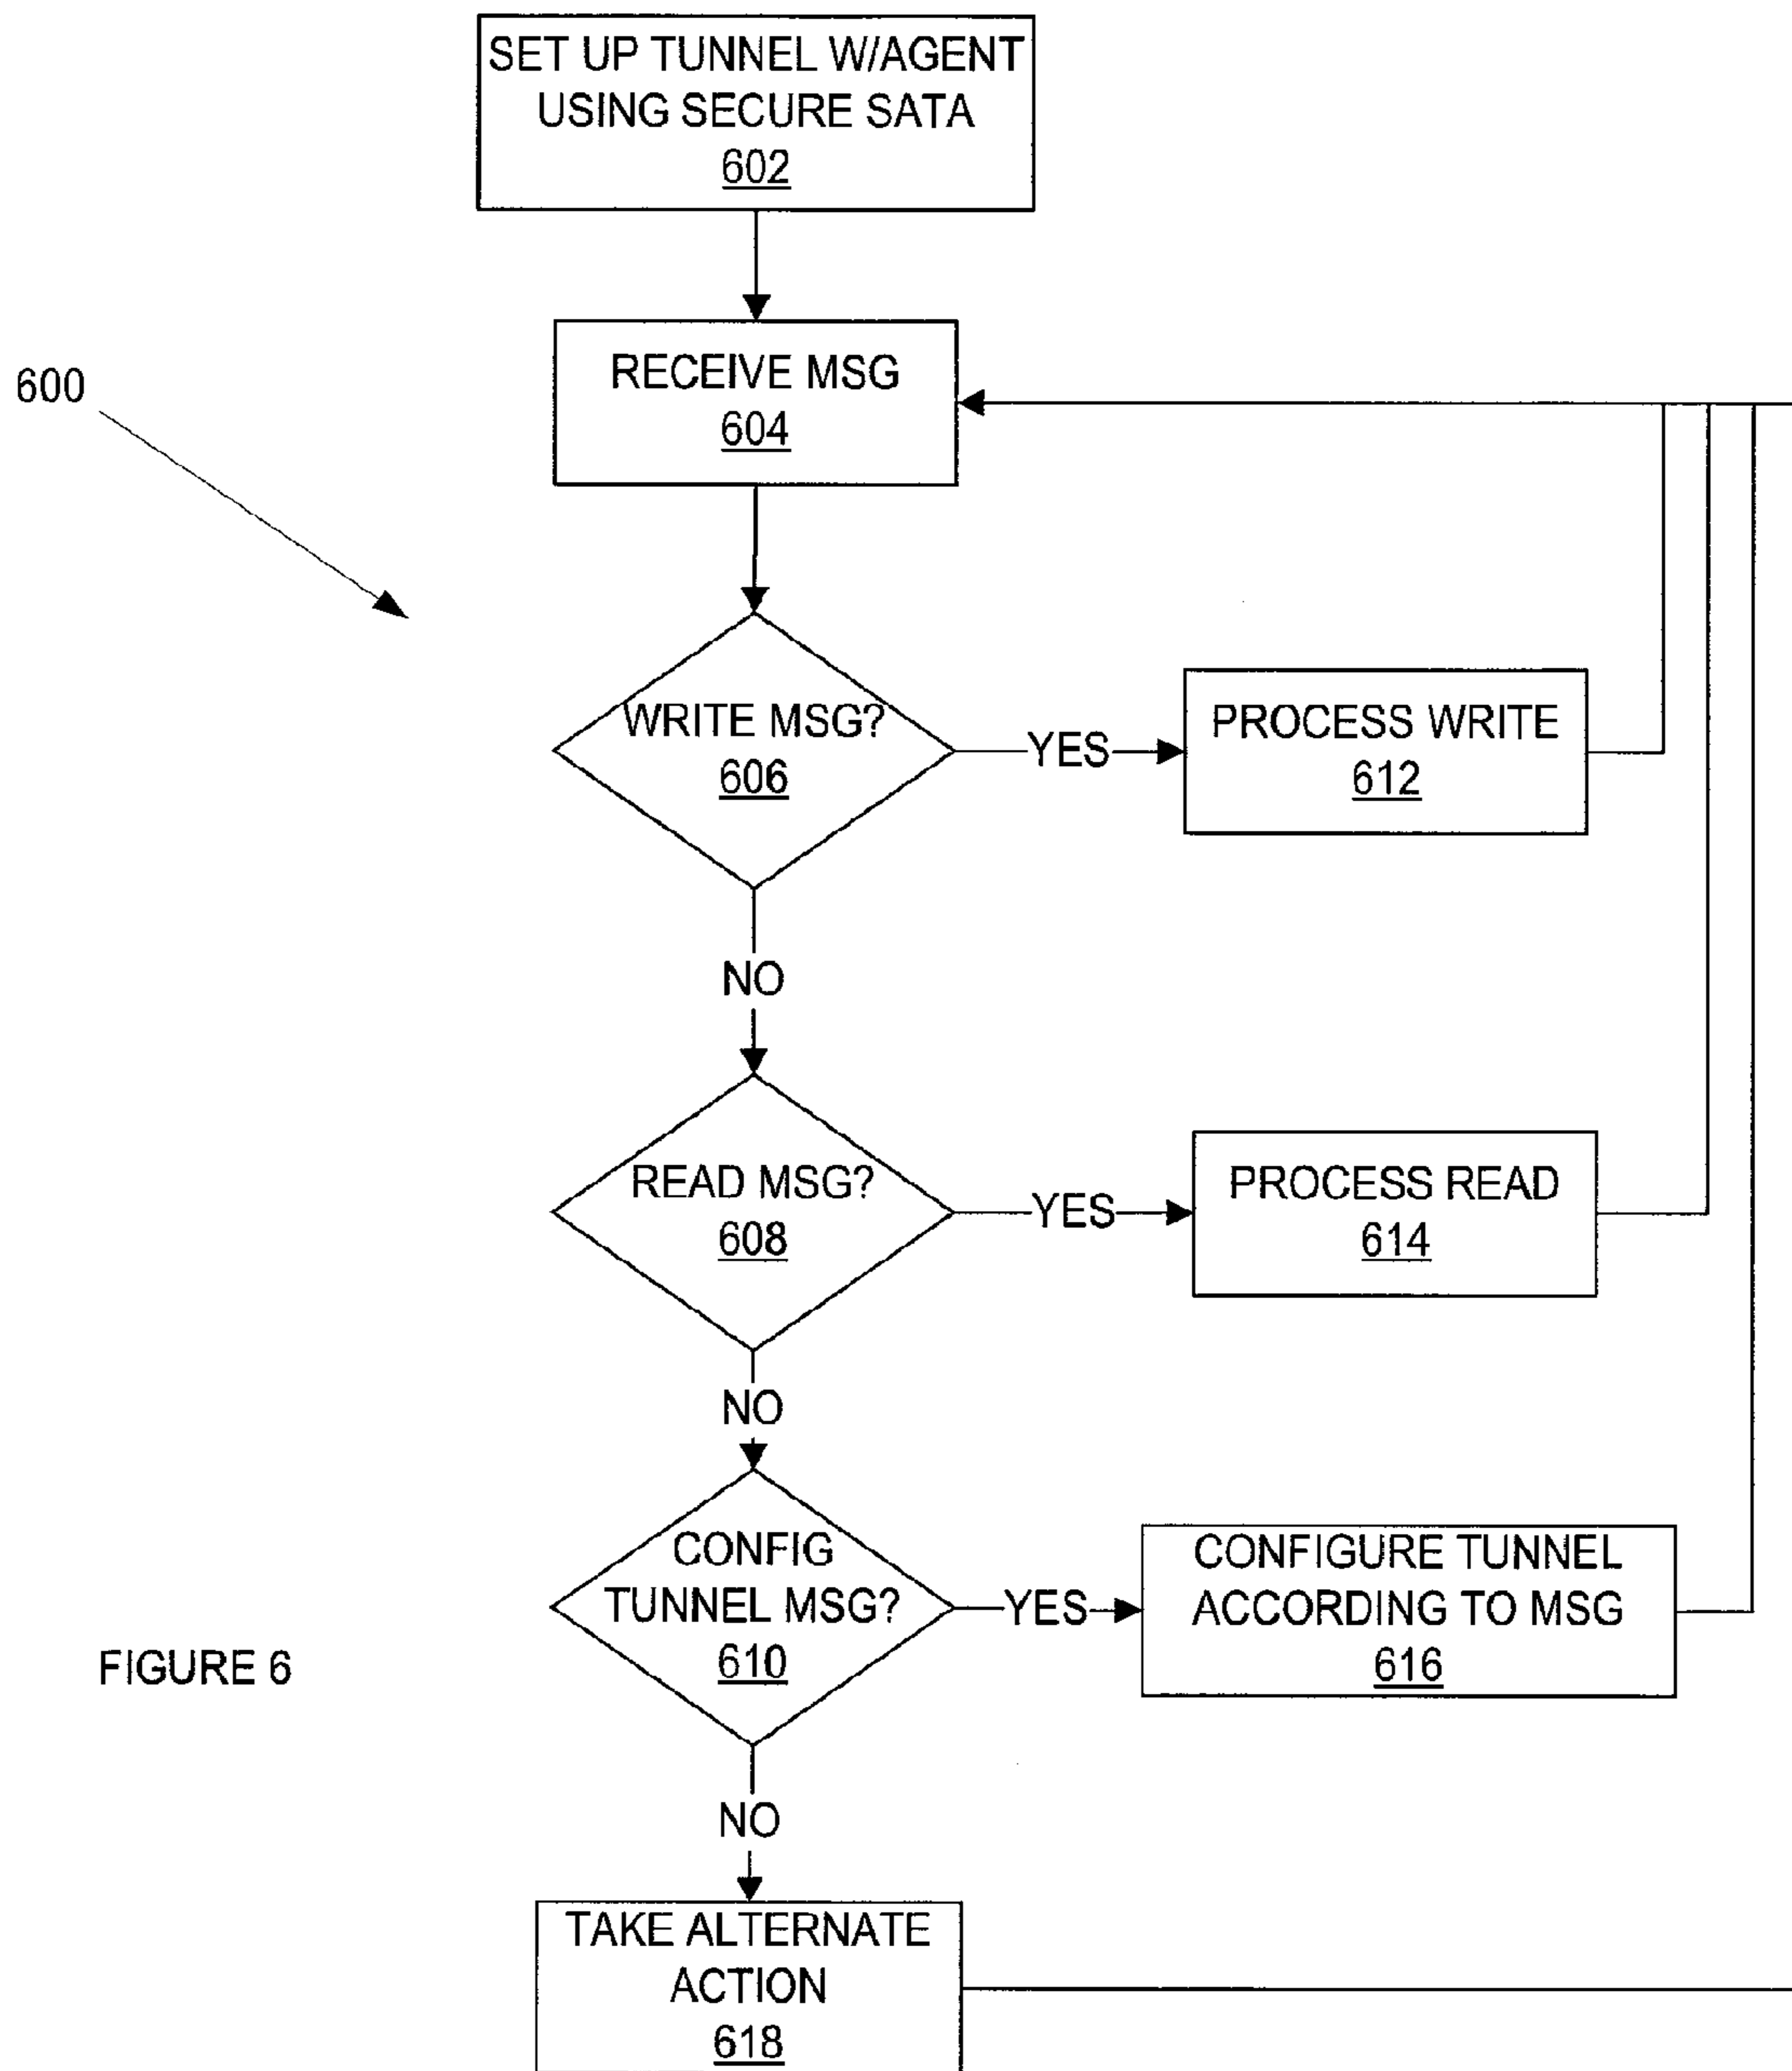 SET UP TUNNEL W/AGENT
USING SECURE SATA
602
600
RECEIVE MSG
604
WRITE MSG?
606
YES
PROCESS WRITE
612
NO
READ MSG?
608
YES
PROCESS READ
614
NO
CONFIG
TUNNEL MSG?
610
YES
CONFIGURE TUNNEL
ACCORDING TO MSG
616
FIGURE 6
NO
TAKE ALTERNATE
ACTION
618